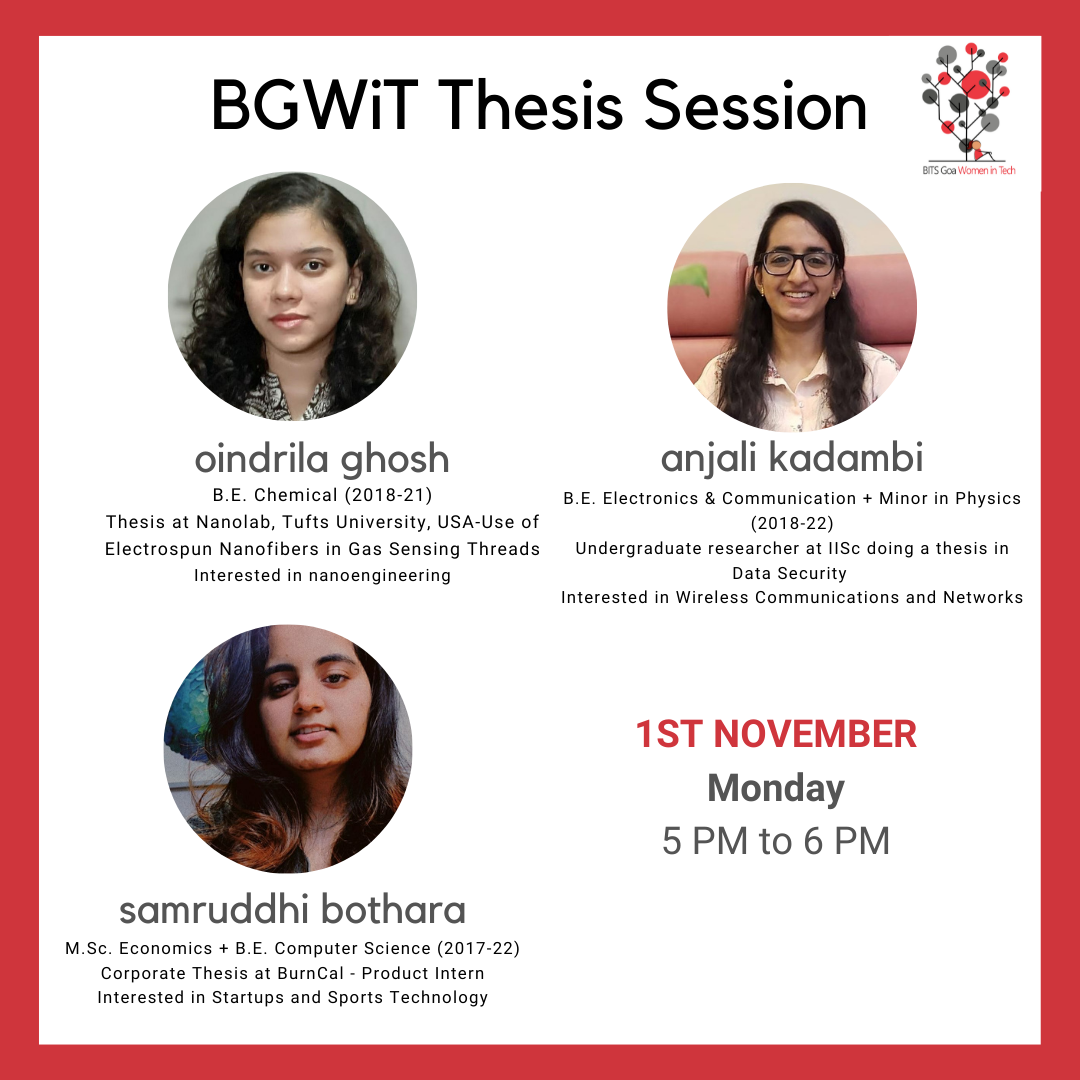 BGWiT Thesis Session
BITS Goa Women in Tech
oindrila ghosh
B.E. Chemical (2018-21)
Thesis at Nanolab, Tufts University, USA-Use of
Electrospun Nanofibers in Gas Sensing Threads
Interested in nanoengineering
anjali kadambi
B.E. Electronics & Communication + Minor in Physics
(2018-22)
Undergraduate researcher at IISc doing a thesis in
Data Security
Interested in Wireless Communications and Networks
samruddhi bothara
M.Sc. Economics + B.E. Computer Science (2017-22)
Corporate Thesis at BurnCal - Product Intern
Interested in Startups and Sports Technology
1ST NOVEMBER
Monday
5 PM to 6 PM